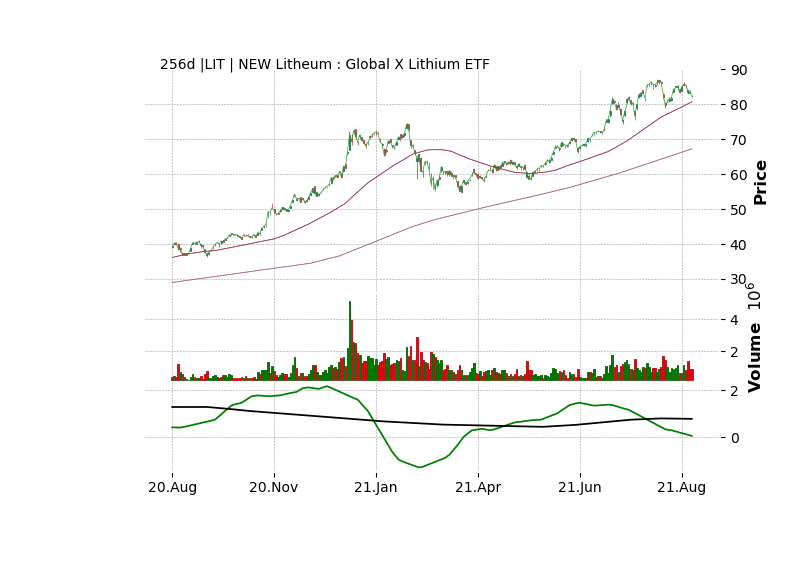 256d |LIT | NEW Litheum : Global X Lithium ETF
90
80
70
60
50
40
30
Price
4
2
Volume 10^6
2
0
20.Aug 20.Nov 21.Jan 21.Apr 21.Jun 21.Aug